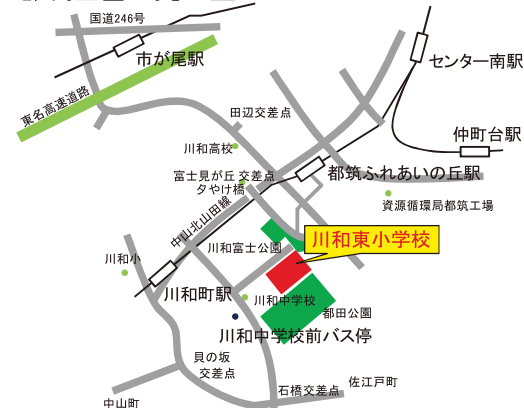 国道246号
市が尾駅
東名高速道路
センター南駅
田辺交差点
仲町台駅
川和高校
富士見が丘 交差点
夕やけ橋
都筑ふれあいの丘駅
資源循環局都筑工場
中山北山田線
川和富士公園
川和東小学校
川和小
川和町駅
川和中学校
都田公園
川和中学校前バス停
貝の坂
交差点
石橋交差点
佐江戸町
中山町